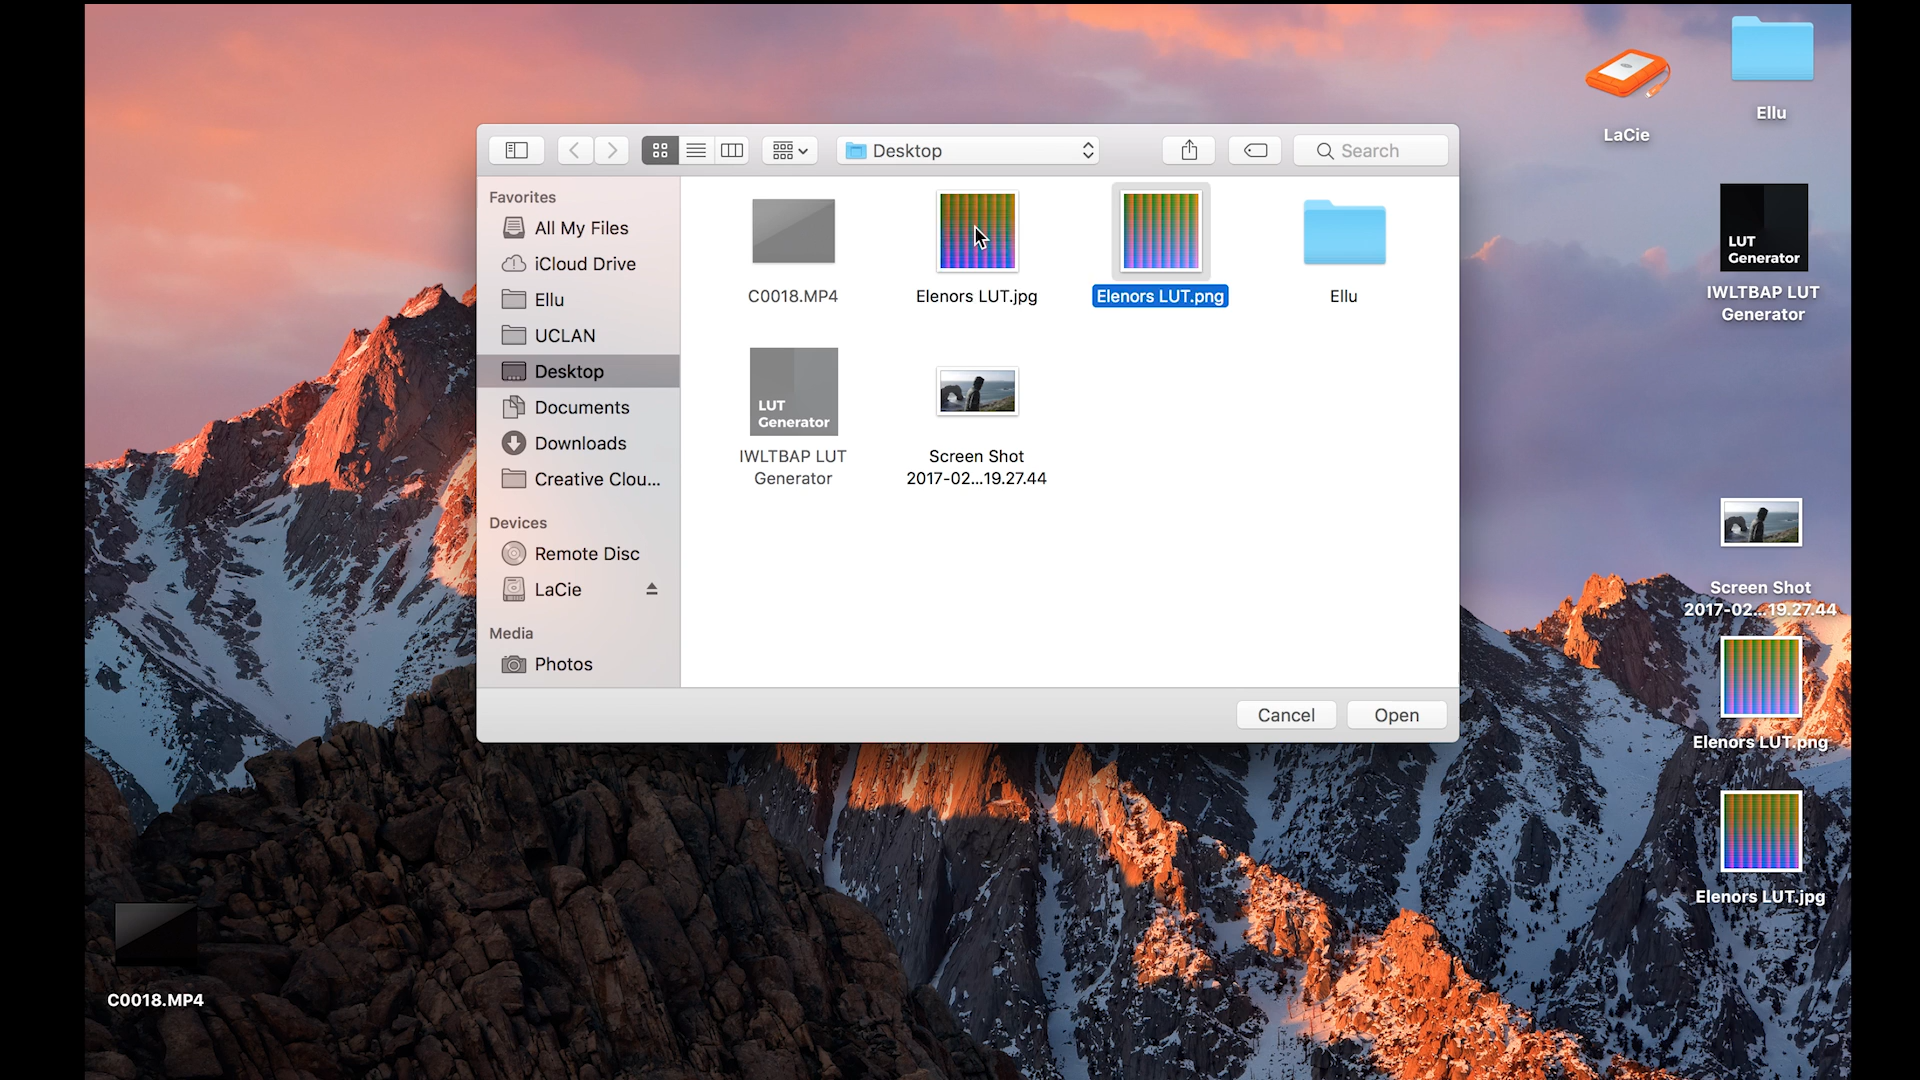 Desktop
Search
Favorites
All My Files
iCloud Drive
Ellu
UCLAN
Desktop
Documents
Downloads
Creative Clou...
Devices
Remote Disc
LaCie
Media
Photos
C0018.MP4
Elenors LUT.jpg
Elenors LUT.png
Ellu
LUT
Generator
IWLTBAP LUT
Generator
Screen Shot
2017-02...19.27.44
Cancel
Open
LaCie
Ellu
LUT
Generator
IWLTBAP LUT
Generator
Screen Shot
2017-02...19.27.44
Elenors LUT.png
Elenors LUT.jpg
C0018.MP4